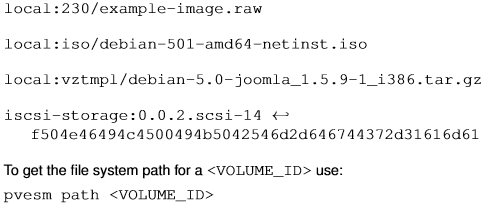 local:230/example-image.raw
local:iso/debian-501-amd64-netinst.iso
local:vztmpl/debian-5.0-joomla_1.5.9-1_i386.tar.gz
iscsi-storage:0.0.2.scsi-14 ↩
f504e46494c4500494b5042546d2d646744372d31616d61
To get the file system path for a <VOLUME_ID> use:
pvesm path <VOLUME_ID>